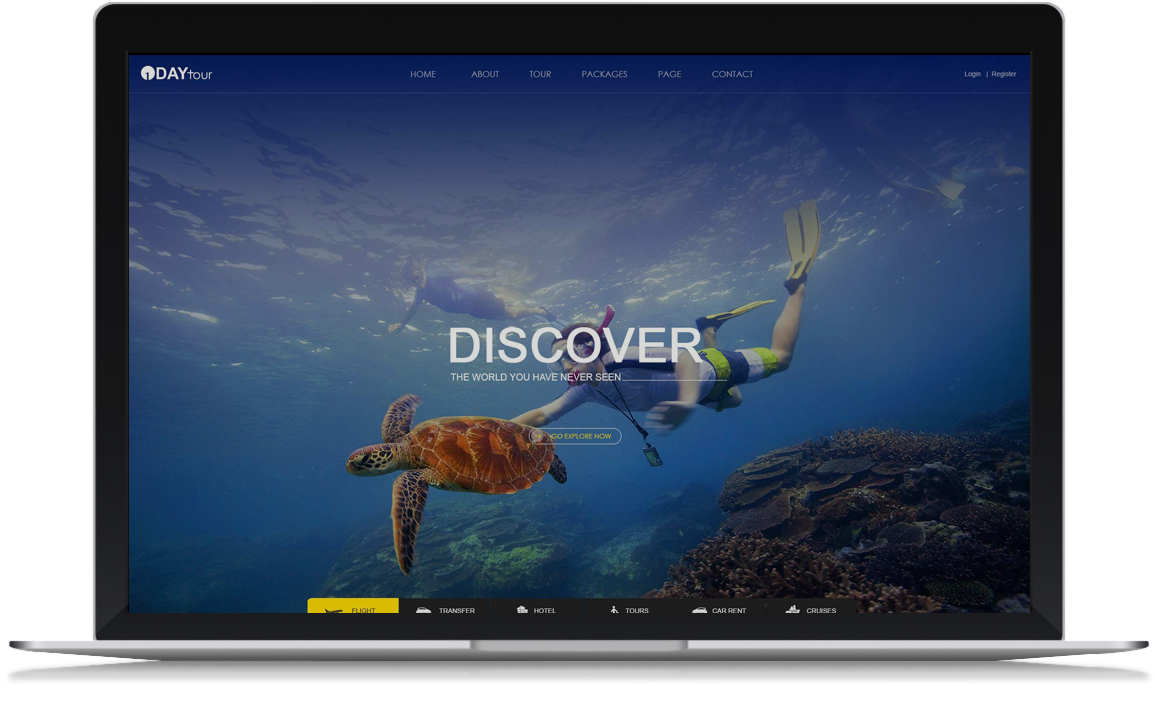 1DAYtour
HOME ABOUT TOUR PACKAGES PAGE CONTACT
Login | Register
DISCOVER
THE WORLD YOU HAVE NEVER SEEN
GO EXPLORE NOW
FLIGHT TRANSFER HOTEL TOURS CAR RENT CRUISES